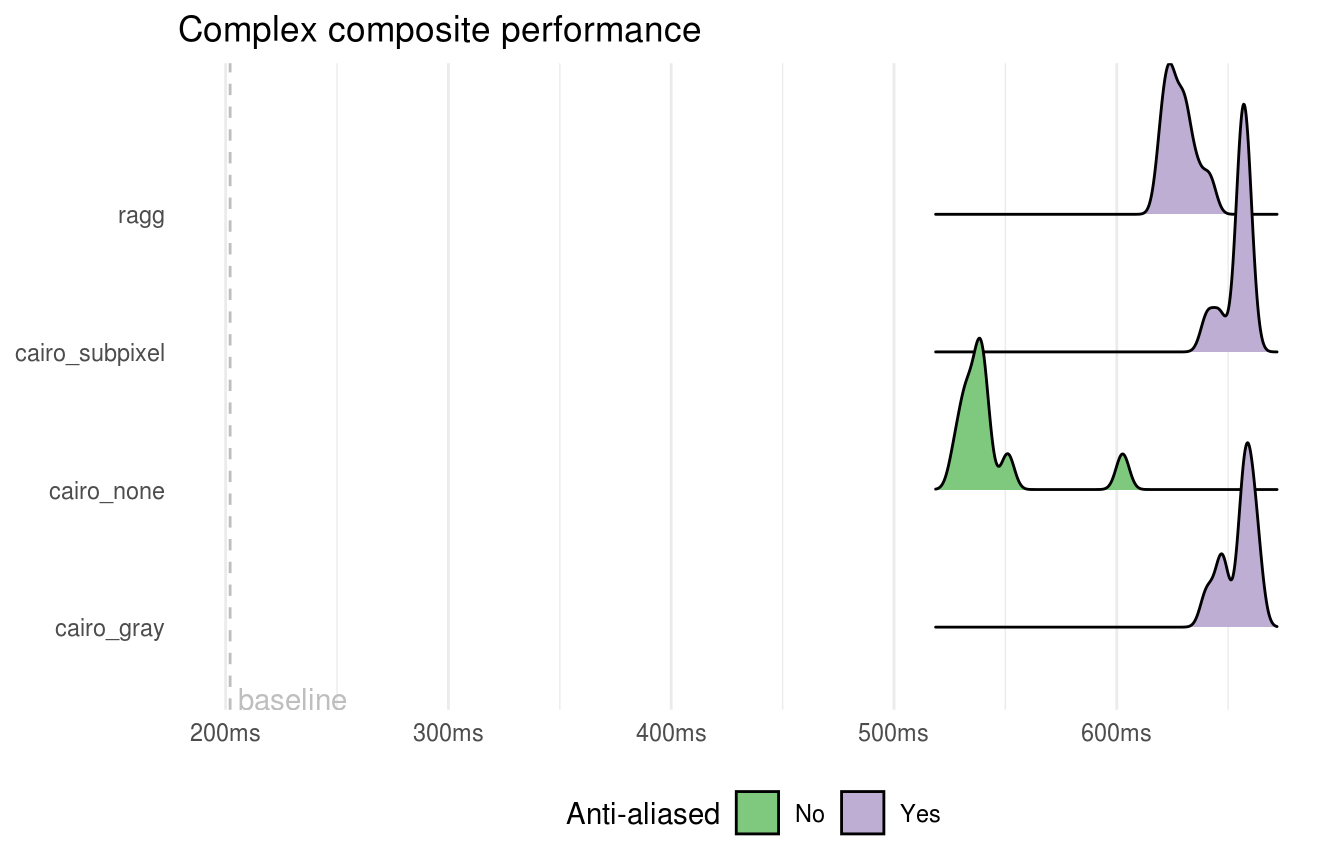 Complex composite performance
ragg
cairo_subpixel
cairo_none
cairo_gray
baseline
200ms 300ms 400ms 500ms 600ms
Anti-aliased No Yes